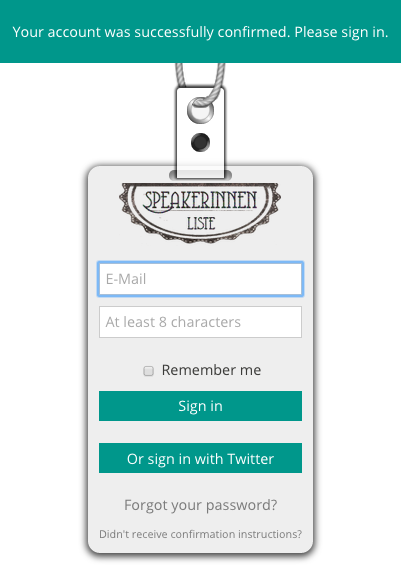 Your account was successfully confirmed. Please sign in.
SPEAKERINNEN
LISTE
E-Mail
At least 8 characters
Remember me
Sign in
Or sign in with Twitter
Forgot your password?
Didn't receive confirmation instructions?